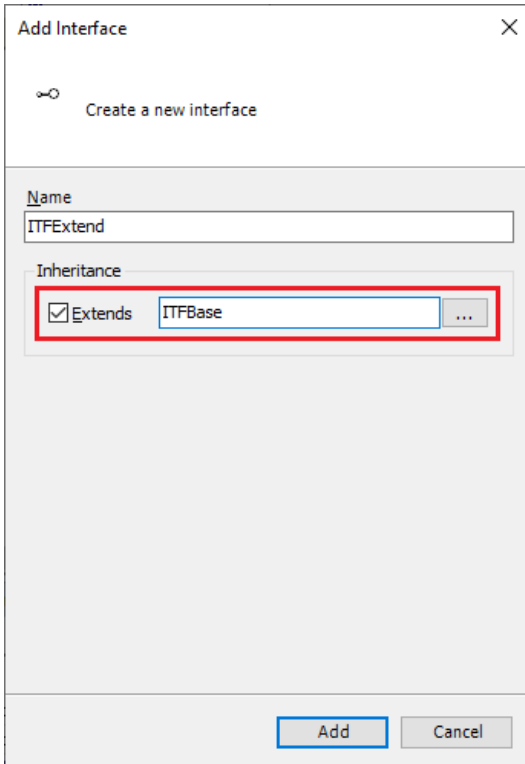 Add Interface
Create a new interface
Name
ITFExtend
Inheritance
Extends ITFBase ...
Add Cancel